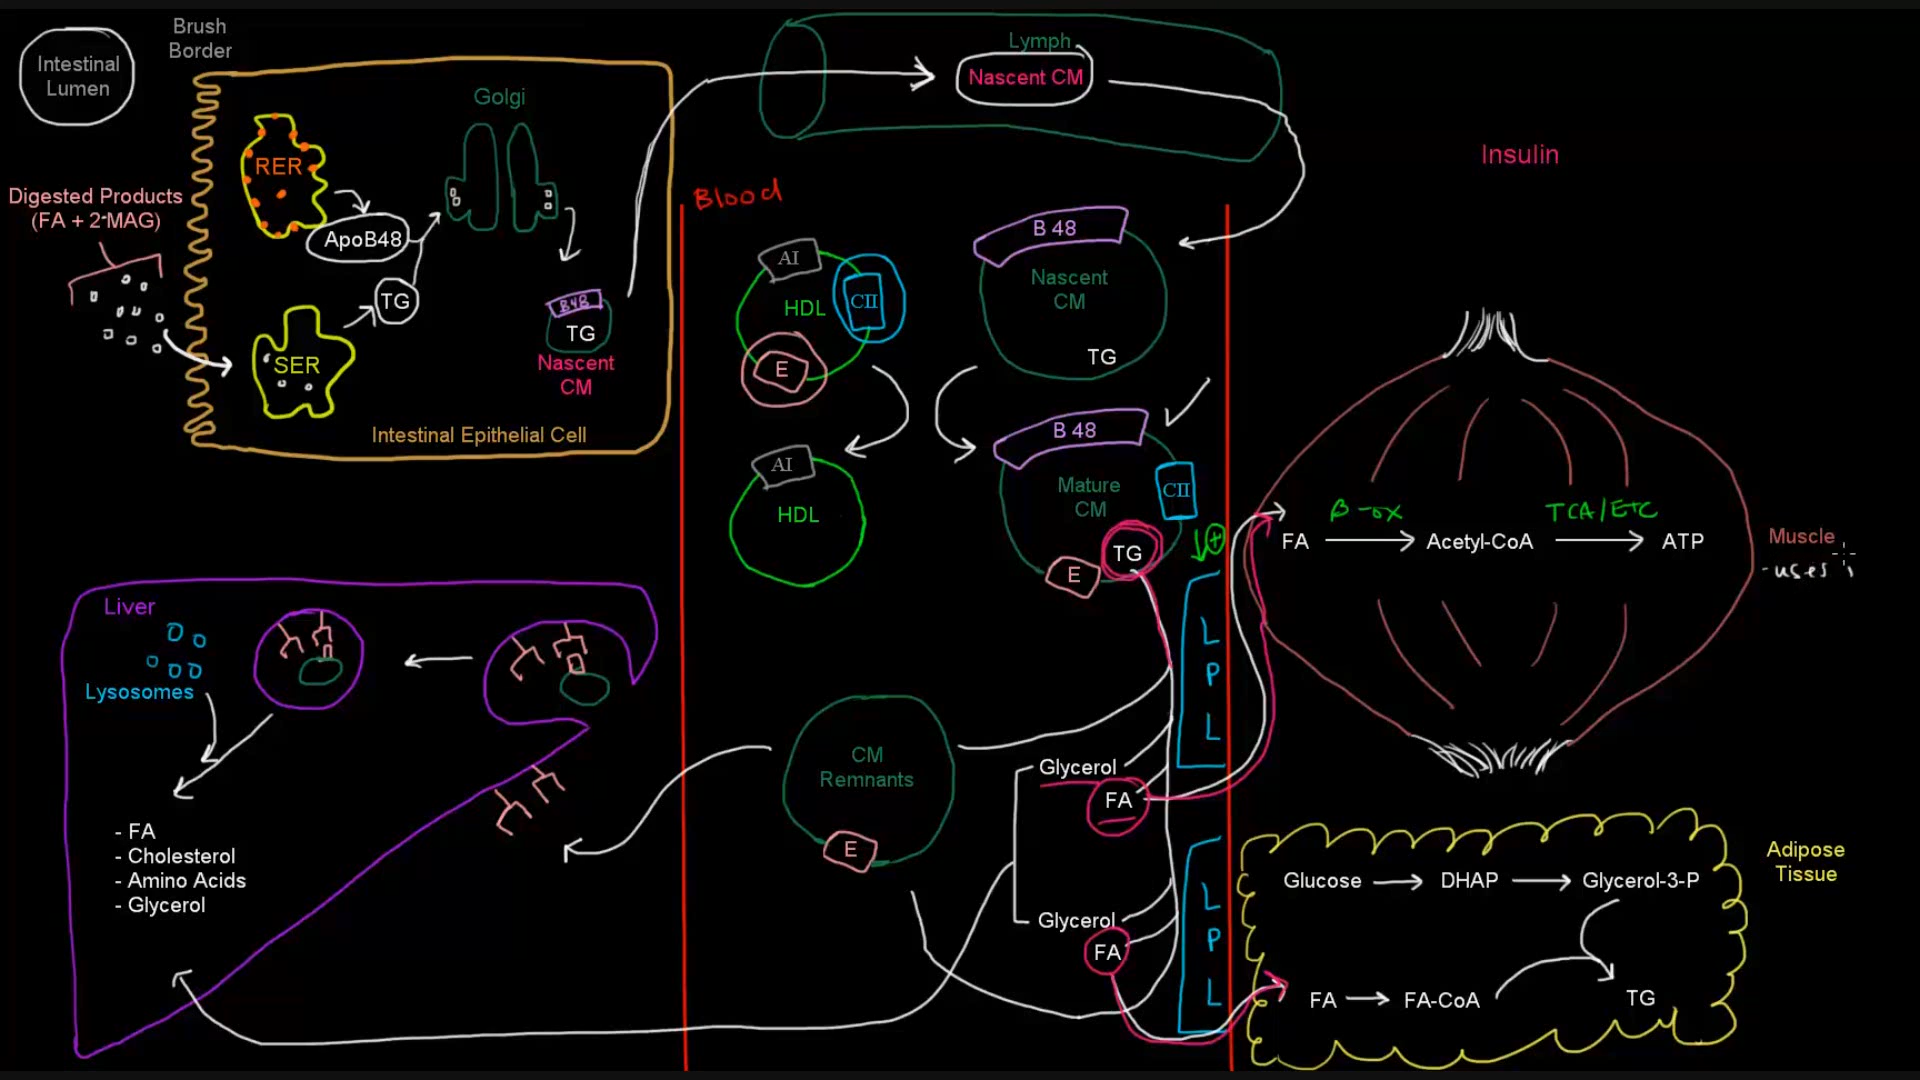 Intestinal
Lumen
Brush
Border
Digested Products
(FA + 2-MAG)
RER
ApoB48
Golgi
TG
SER
B48
TG
Nascent
CM
Intestinal Epithelial Cell
Lymph
Nascent CM
Blood
AI
HDL
CII
E
B 48
Nascent
CM
TG
AI
HDL
B 48
Mature
CM
CII
TG
E
+
LPL
CM
Remnants
E
Glycerol
FA
Glycerol
FA
LPL
Liver
Lysosomes
- FA
- Cholesterol
- Amino Acids
- Glycerol
Insulin
FA
β-ox
Acetyl-CoA
TCA/ETC
ATP
Muscle
- uses
Adipose
Tissue
Glucose
DHAP
Glycerol-3-P
FA
FA-CoA
TG